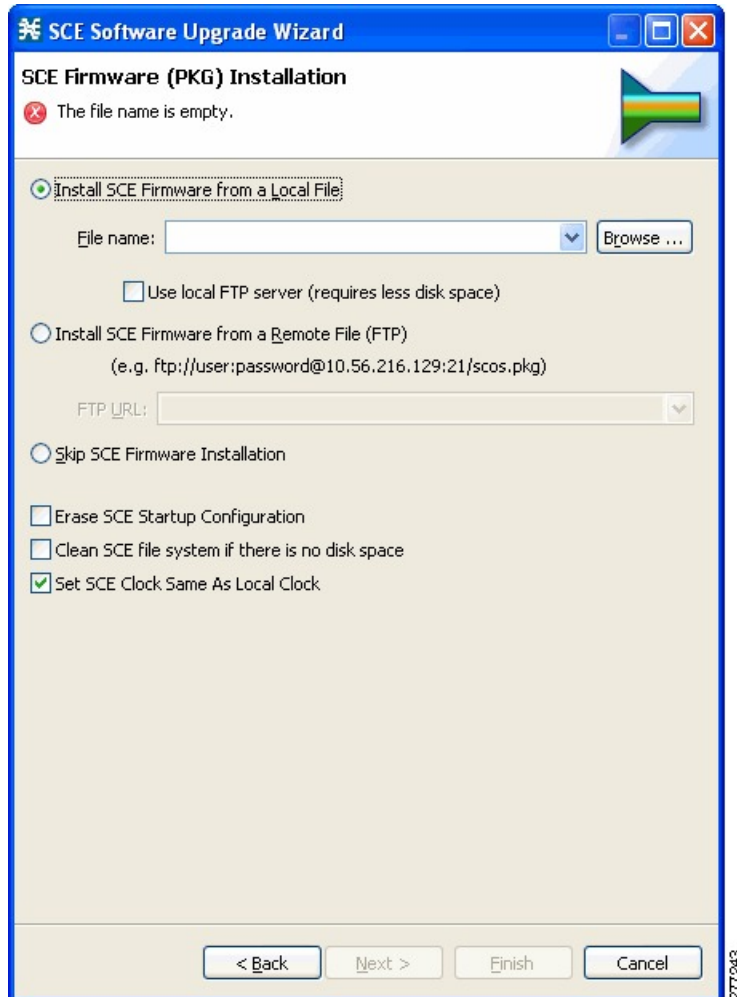 SCE Software Upgrade Wizard
SCE Firmware (PKG) Installation
The file name is empty.
Install SCE Firmware from a Local File
File name:
Browse ...
Use local FTP server (requires less disk space)
Install SCE Firmware from a Remote File (FTP)
(e.g. ftp://user:password@10.56.216.129:21/scos.pkg)
FTP URL:
Skip SCE Firmware Installation
Erase SCE Startup Configuration
Clean SCE file system if there is no disk space
Set SCE Clock Same As Local Clock
< Back
Next >
Finish
Cancel
277243